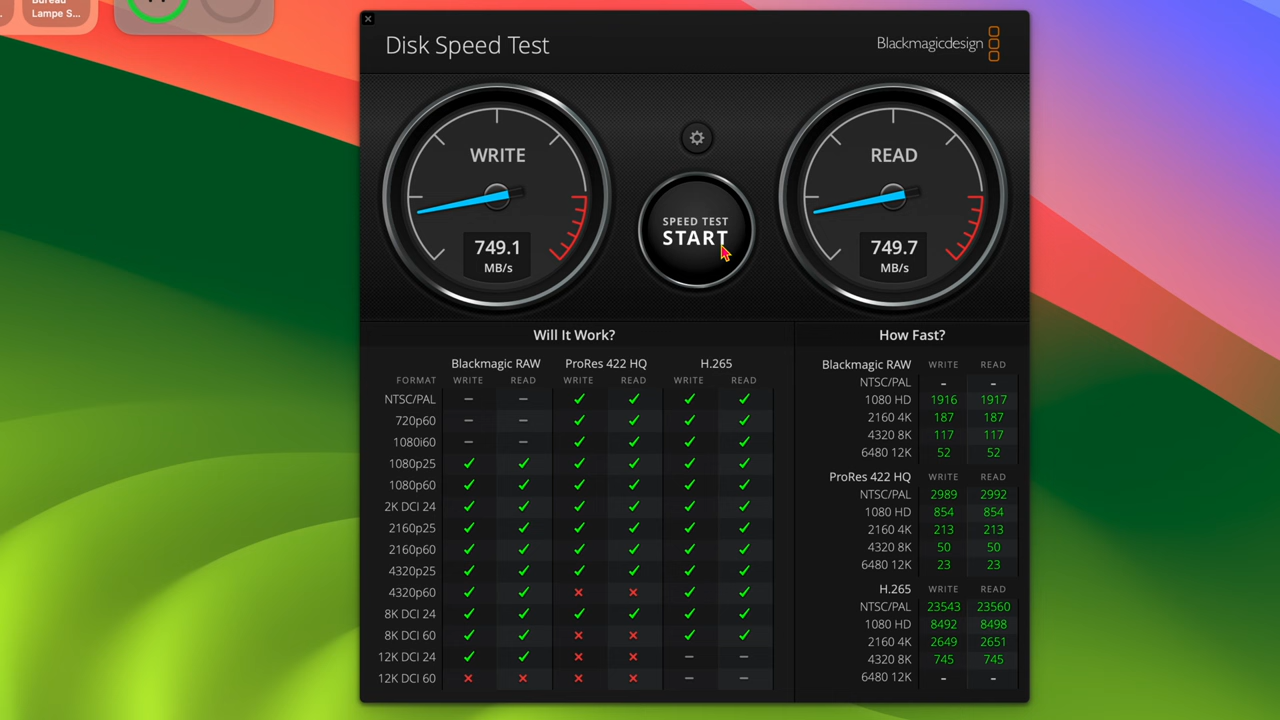 Bureau
Lampe S...
Disk Speed Test
Blackmagicdesign
WRITE
749.1
MB/s
SPEED TEST
START
READ
749.7
MB/s
Will It Work?
Blackmagic RAW ProRes 422 HQ H.265
FORMAT WRITE READ WRITE READ WRITE READ
NTSC/PAL – – ✓ ✓ ✓ ✓
720p60 – – ✓ ✓ ✓ ✓
1080i60 – – ✓ ✓ ✓ ✓
1080p25 ✓ ✓ ✓ ✓ ✓ ✓
1080p60 ✓ ✓ ✓ ✓ ✓ ✓
2K DCI 24 ✓ ✓ ✓ ✓ ✓ ✓
2160p25 ✓ ✓ ✓ ✓ ✓ ✓
2160p60 ✓ ✓ ✓ ✓ ✓ ✓
4320p25 ✓ ✓ ✓ ✓ ✓ ✓
4320p60 ✓ ✓ ✗ ✗ ✓ ✓
8K DCI 24 ✓ ✓ ✓ ✓ ✓ ✓
8K DCI 60 ✓ ✓ ✗ ✗ ✓ ✓
12K DCI 24 ✓ ✓ ✗ ✗ – –
12K DCI 60 ✗ ✗ ✗ ✗ – –
How Fast?
Blackmagic RAW WRITE READ
NTSC/PAL – –
1080 HD 1916 1917
2160 4K 187 187
4320 8K 117 117
6480 12K 52 52
ProRes 422 HQ WRITE READ
NTSC/PAL 2989 2992
1080 HD 854 854
2160 4K 213 213
4320 8K 50 50
6480 12K 23 23
H.265 WRITE READ
NTSC/PAL 23543 23560
1080 HD 8492 8498
2160 4K 2649 2651
4320 8K 745 745
6480 12K – –